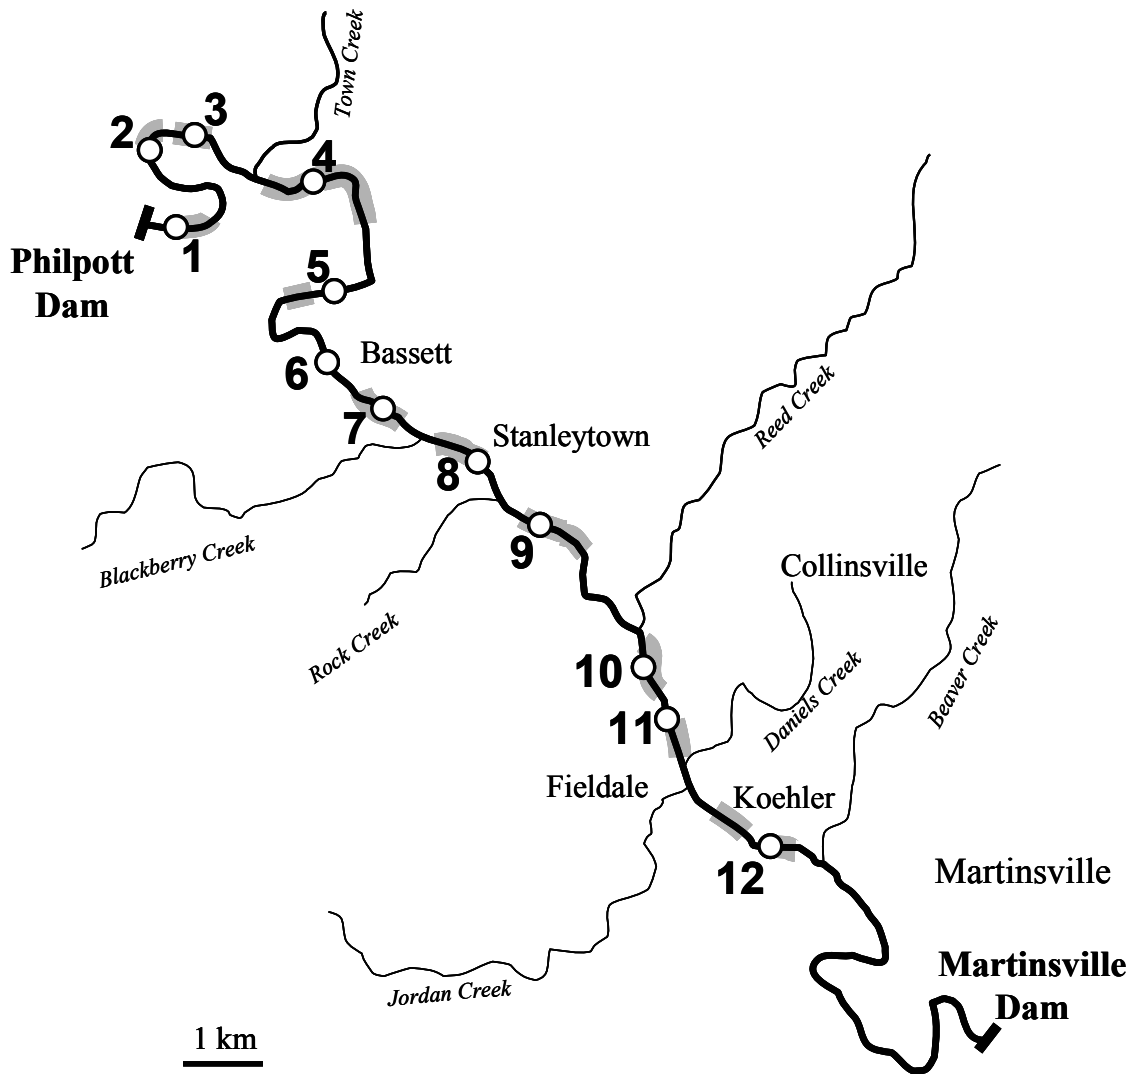 Town Creek
3
2
4
1
Philpott
Dam
5
Bassett
6
Reed Creek
7
Stanleytown
8
9
Blackberry Creek
Collinsville
Rock Creek
10
Beaver Creek
Daniels Creek
11
Fieldale
Koehler
12
Martinsville
Martinsville
Dam
Jordan Creek
1 km